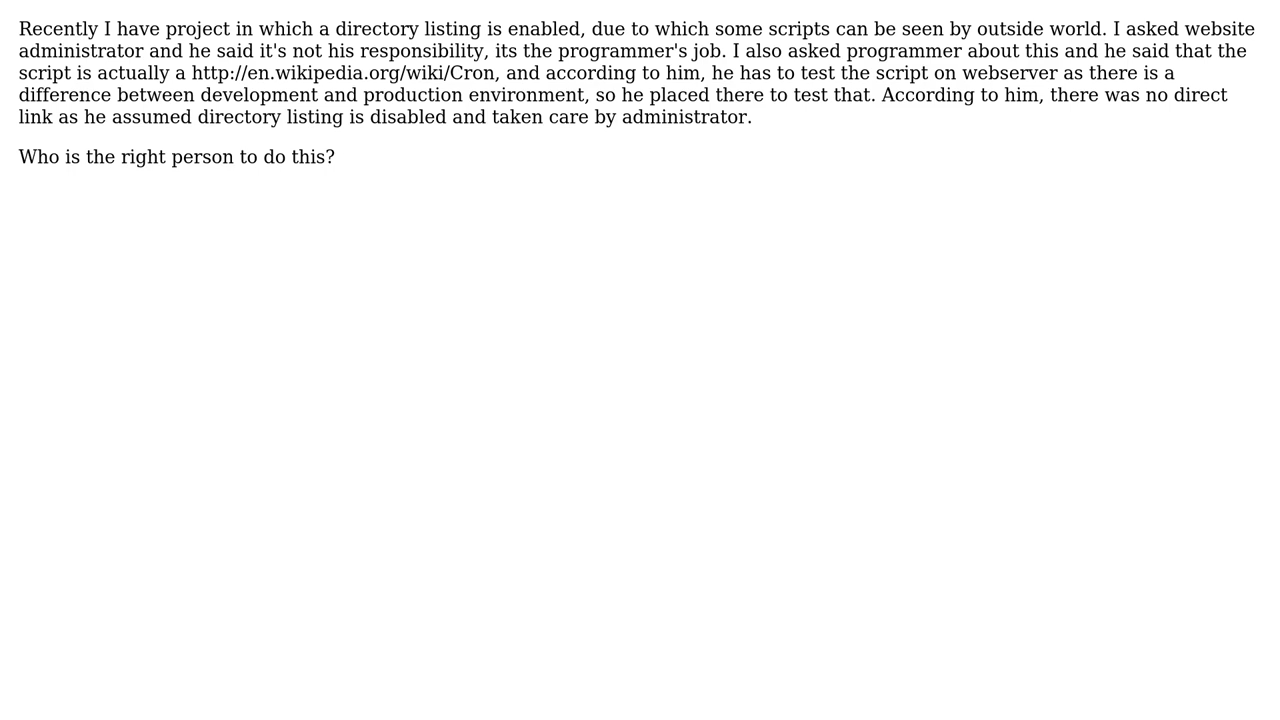 Recently I have project in which a directory listing is enabled, due to which some scripts can be seen by outside world. I asked website
administrator and he said it's not his responsibility, its the programmer's job. I also asked programmer about this and he said that the
script is actually a http://en.wikipedia.org/wiki/Cron, and according to him, he has to test the script on webserver as there is a
difference between development and production environment, so he placed there to test that. According to him, there was no direct
link as he assumed directory listing is disabled and taken care by administrator.
Who is the right person to do this?